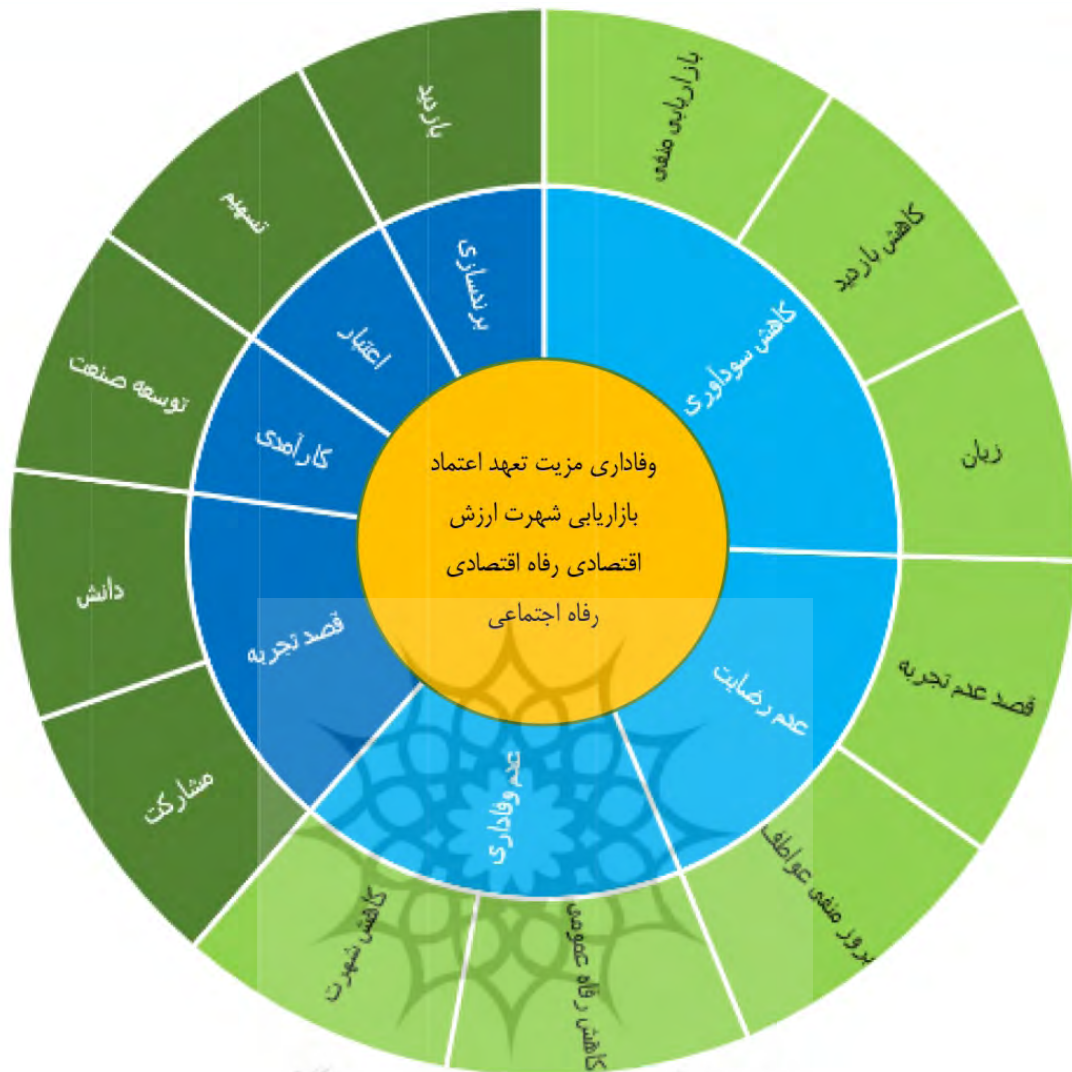 وفاداری مزیت تعهد اعتماد
بازاریابی شهرت ارزش
اقتصادی رفاه اقتصادی
رفاه اجتماعی
کاهش سودآوری
عدم رضایت
عدم وفاداری
قصد تجربه
کارآمدی
اعتبار
برندسازی
بازاریابی منفی
کاهش بازدید
زیان
قصد عدم تجربه
بروز منفی عواطف
کاهش رفاه عمومی
کاهش شهرت
مشارکت
دانش
توسعه صنعت
تسهیم
بازدید